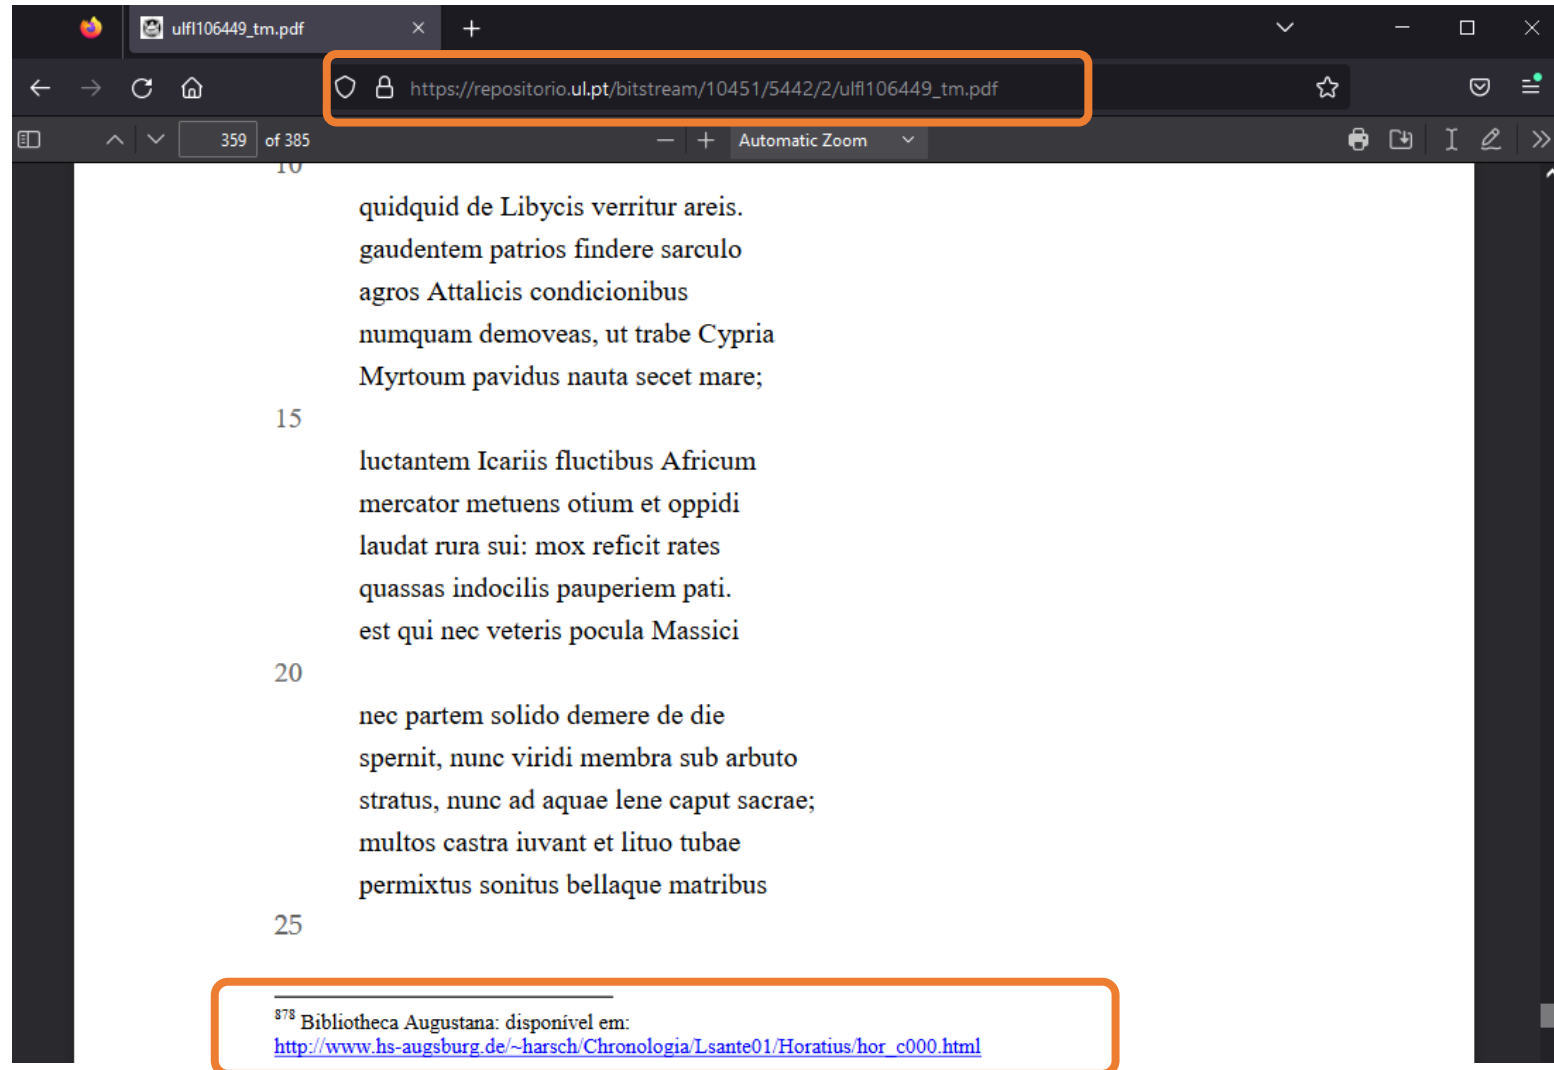 ulfl106449_tm.pdf
https://repositorio.ul.pt/bitstream/10451/5442/2/ulfl106449_tm.pdf
359 of 385
Automatic Zoom
10
quidquid de Libycis verritur areis.
gaudentem patrios findere sarculo
agros Attalicis condicionibus
numquam demoveas, ut trabe Cypria
Myrtoum pavidus nauta secet mare;
15
luctantem Icariis fluctibus Africum
mercator metuens otium et oppidi
laudat rura sui: mox reficit rates
quassas indocilis pauperiem pati.
est qui nec veteris pocula Massici
20
nec partem solido demere de die
spernit, nunc viridi membra sub arbuto
stratus, nunc ad aquae lene caput sacrae;
multos castra iuvant et lituo tubae
permixtus sonitus bellaque matribus
25
878 Bibliotheca Augustana: disponível em:
http://www.hs-augsburg.de/~harsch/Chronologia/Lsante01/Horatius/hor_c000.html